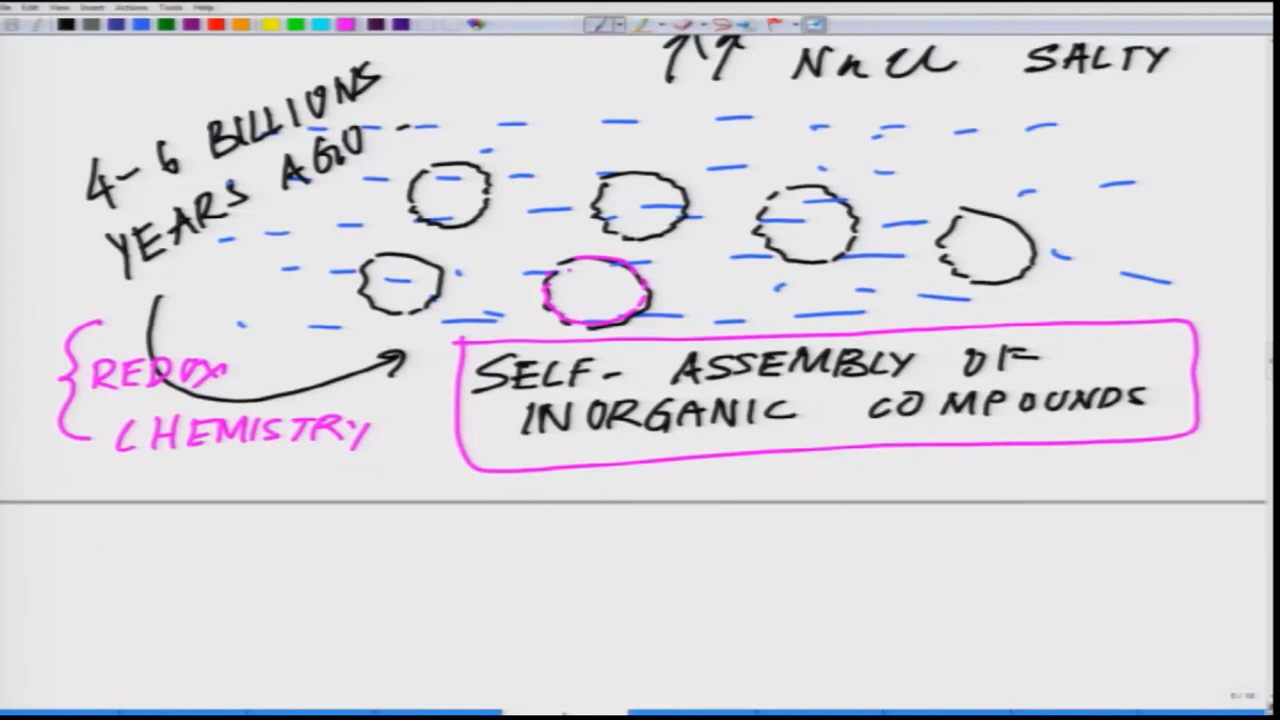 ↑↑ NaCl SALTY
4-6 BILLIONS
YEARS AGO
REDOX
CHEMISTRY
SELF- ASSEMBLY OF
INORGANIC COMPOUNDS